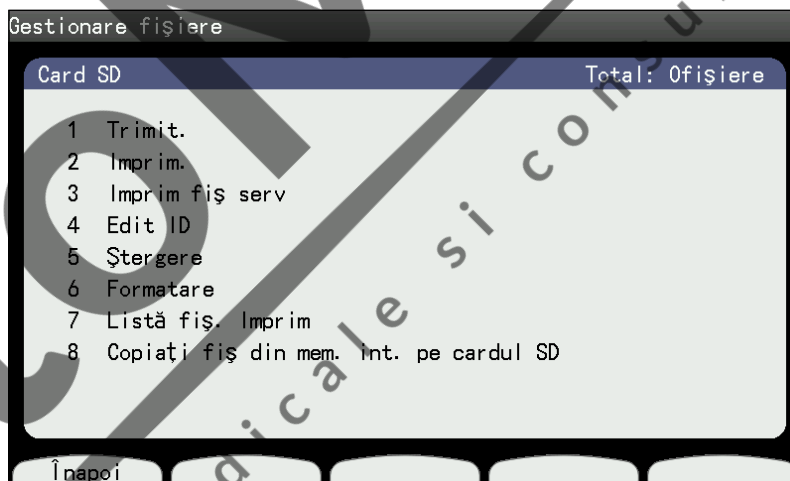 Gestionare fişiere
Card SD Total: 0fişiere
1 Trimit.
2 Imprim.
3 Imprim fiş serv
4 Edit ID
5 Ştergere
6 Formatare
7 Listă fiş. Imprim
8 Copiaţi fiş din mem. int. pe cardul SD
Înapoi